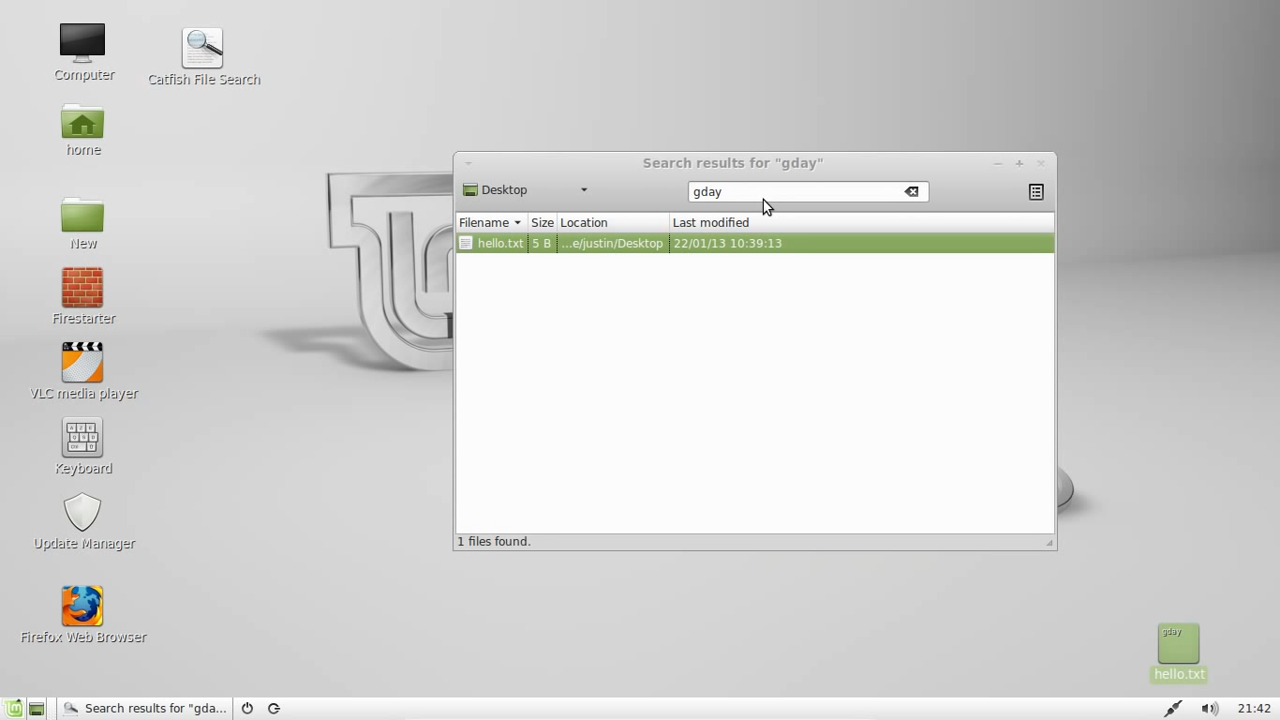 Computer
Catfish File Search
home
New
Firestarter
VLC media player
Keyboard
Update Manager
Firefox Web Browser
Search results for "gday"
Desktop
gday
Filename Size Location Last modified
hello.txt 5 B ...e/justin/Desktop 22/01/13 10:39:13
1 files found.
gday
hello.txt
Search results for "gda... 21:42